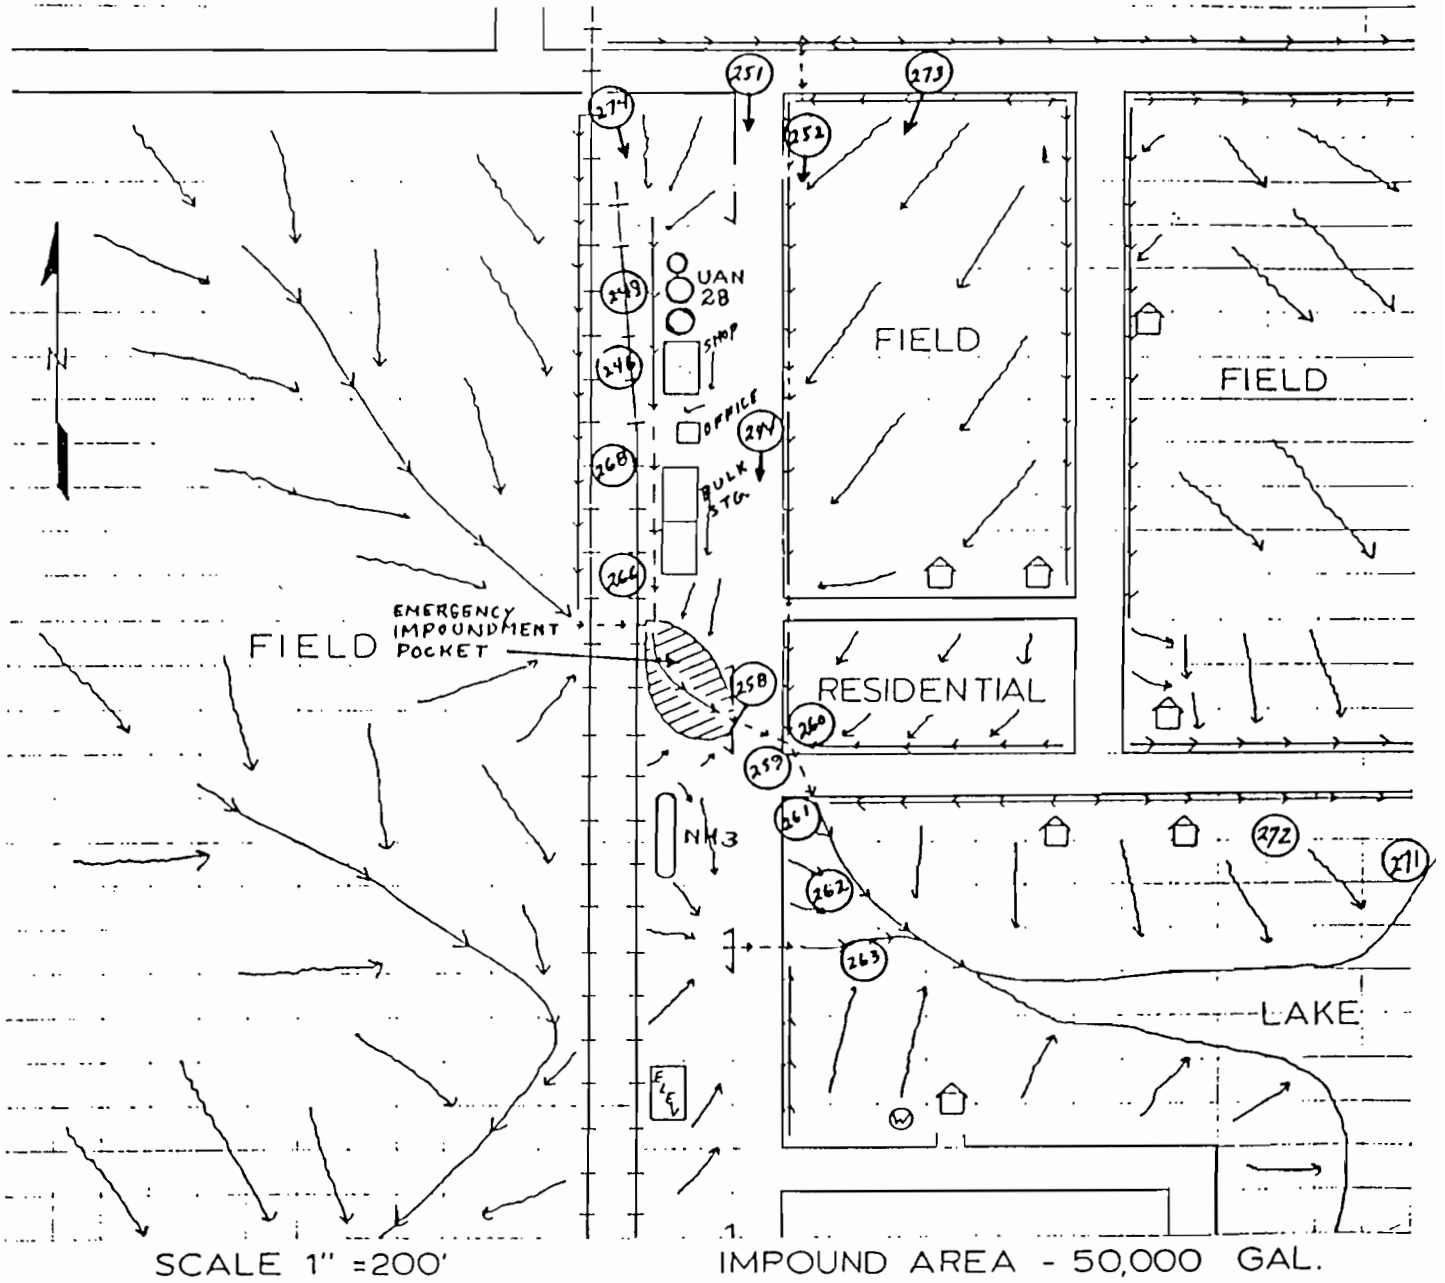 251
273
274
252
UAN
28
249
SHOP
FIELD
246
FIELD
N
OFFICE
294
268
BULK
STG.
266
EMERGENCY
IMPOUNDMENT
POCKET
FIELD
258
RESIDENTIAL
260
259
261
NH3
272
271
262
263
LAKE
ELEV
W
SCALE 1" = 200'
IMPOUND AREA - 50,000 GAL.